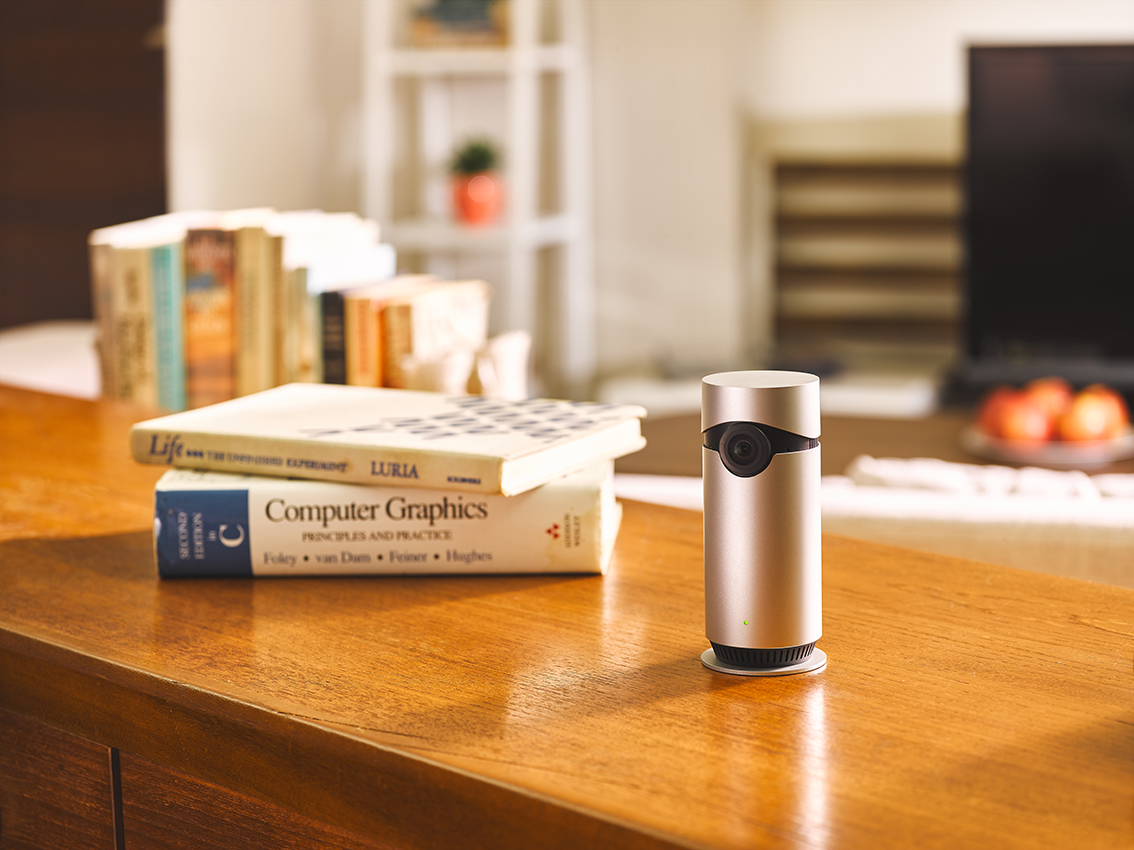 Life THE UNFINISHED EXPERIMENT LURIA
SECOND EDITION IN C
Computer Graphics
PRINCIPLES AND PRACTICE
Foley • van Dam • Feiner • Hughes